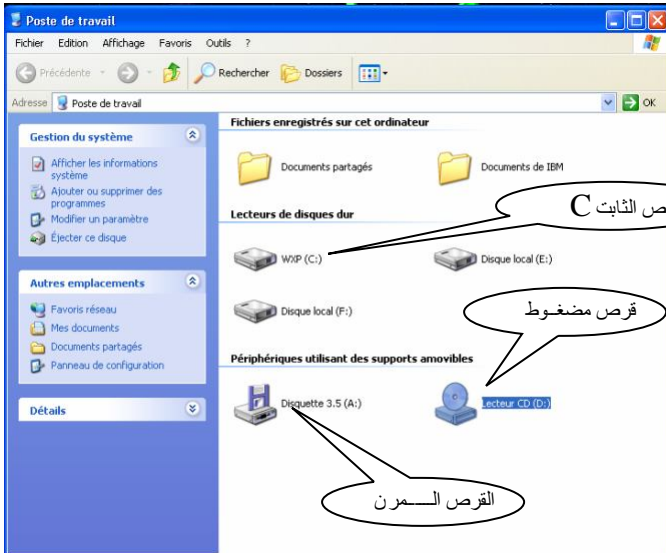 Poste de travail
Fichier Edition Affichage Favoris Outils ?
Précédente Rechercher Dossiers
Adresse Poste de travail OK
Gestion du système
Afficher les informations
système
Ajouter ou supprimer des
programmes
Modifier un paramètre
Éjecter ce disque
Autres emplacements
Favoris réseau
Mes documents
Documents partagés
Panneau de configuration
Détails
Fichiers enregistrés sur cet ordinateur
Documents partagés Documents de IBM
Lecteurs de disques dur
ص الثابت C
WXP (C:) Disque local (E:)
Disque local (F:)
قرص مضغـوط
Périphériques utilisant des supports amovibles
Disquette 3.5 (A:) Lecteur CD (D:)
القرص الـــمرن